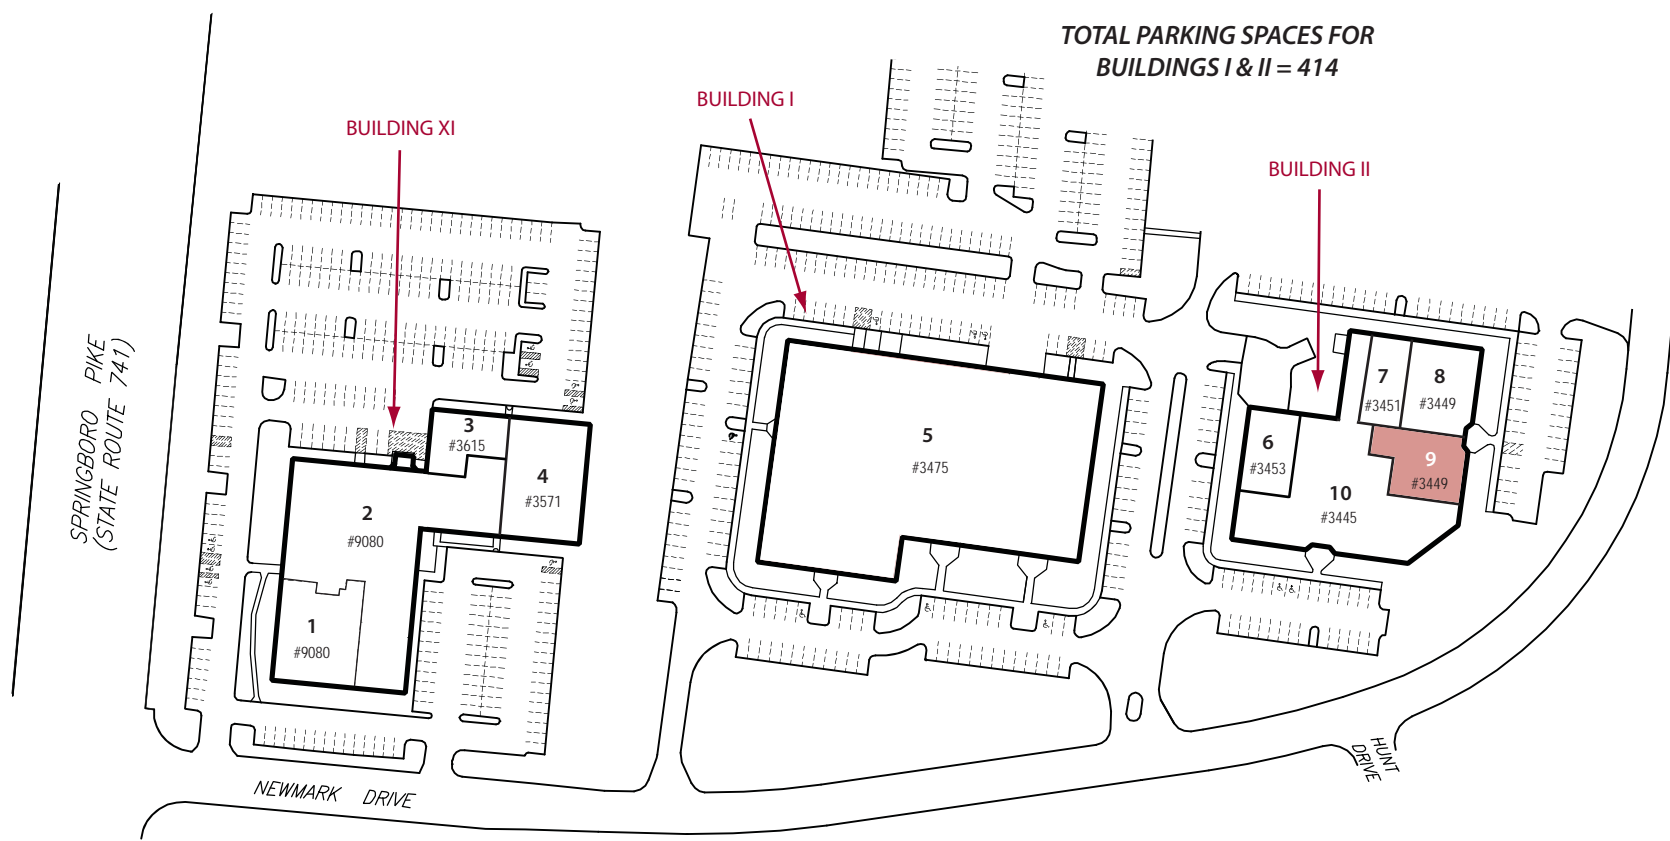 TOTAL PARKING SPACES FOR
BUILDINGS I & II = 414
BUILDING I
BUILDING XI
BUILDING II
SPRINGBORO PIKE
(STATE ROUTE 741)
3
#3615
4
#3571
2
#9080
1
#9080
5
#3475
7
#3451
8
#3449
6
#3453
9
#3449
10
#3445
NEWMARK DRIVE
HUNT
DRIVE